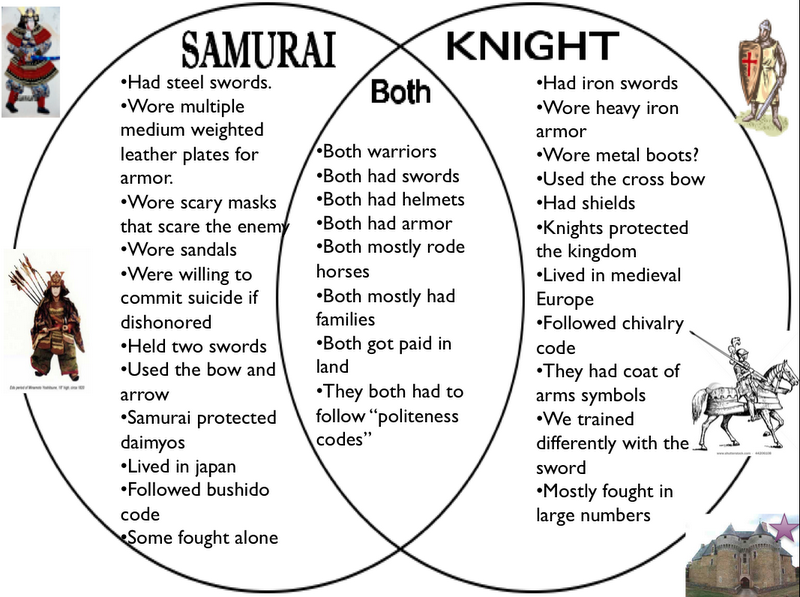 SAMURAI
•Had steel swords.
•Wore multiple
medium weighted
leather plates for
armor.
•Wore scary masks
that scare the enemy
•Wore sandals
•Were willing to
commit suicide if
dishonored
•Held two swords
•Used the bow and
arrow
•Samurai protected
daimyos
•Lived in japan
•Followed bushido
code
•Some fought alone
Both
•Both warriors
•Both had swords
•Both had helmets
•Both had armor
•Both mostly rode
horses
•Both mostly had
families
•Both got paid in
land
•They both had to
follow “politeness
codes”
KNIGHT
•Had iron swords
•Wore heavy iron
armor
•Wore metal boots?
•Used the cross bow
•Had shields
•Knights protected
the kingdom
•Lived in medieval
Europe
•Followed chivalry
code
•They had coat of
arms symbols
•We trained
differently with the
sword
•Mostly fought in
large numbers